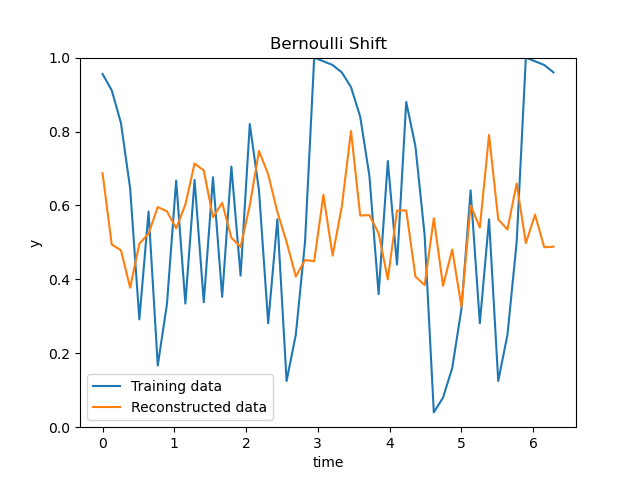 Bernoulli Shift
1.0
0.8
0.6
0.4
0.2
0.0
y
Training data
Reconstructed data
0 1 2 3 4 5 6
time